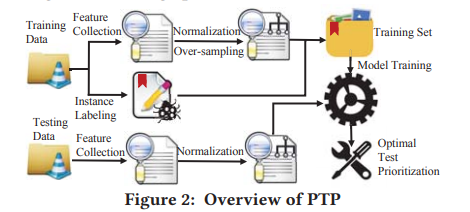 Training
Data
Feature
Collection
Normalization
Over-sampling
Training Set
Model Training
Instance
Labeling
Testing
Data
Feature
Collection
Normalization
Optimal
Test
Prioritization
Figure 2: Overview of PTP